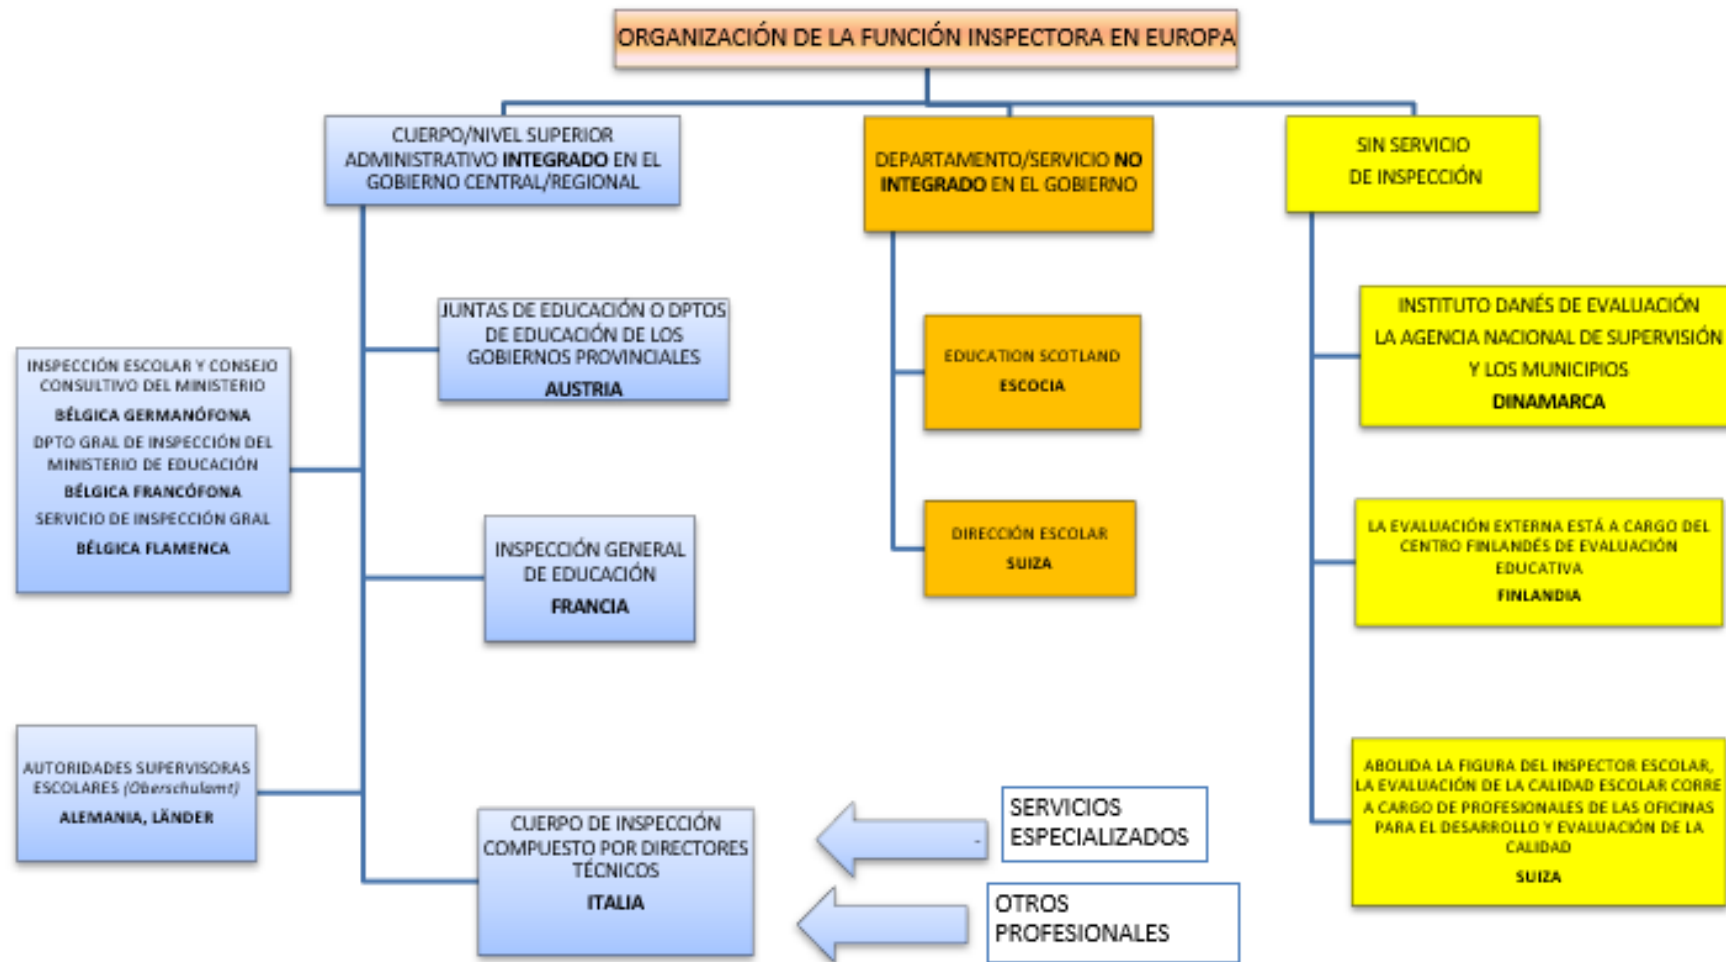 ORGANIZACIÓN DE LA FUNCIÓN INSPECTORA EN EUROPA
CUERPO/NIVEL SUPERIOR
ADMINISTRATIVO INTEGRADO EN EL
GOBIERNO CENTRAL/REGIONAL
DEPARTAMENTO/SERVICIO NO
INTEGRADO EN EL GOBIERNO
SIN SERVICIO
DE INSPECCIÓN
JUNTAS DE EDUCACIÓN O DPTOS
DE EDUCACIÓN DE LOS
GOBIERNOS PROVINCIALES
AUSTRIA
INSPECCIÓN ESCOLAR Y CONSEJO
CONSULTIVO DEL MINISTERIO
BÉLGICA GERMANÓFONA
DPTO GRAL DE INSPECCIÓN DEL
MINISTERIO DE EDUCACIÓN
BÉLGICA FRANCÓFONA
SERVICIO DE INSPECCIÓN GRAL
BÉLGICA FLAMENCA
INSPECCIÓN GENERAL
DE EDUCACIÓN
FRANCIA
AUTORIDADES SUPERVISORAS
ESCOLARES (Oberschulamt)
ALEMANIA, LÄNDER
CUERPO DE INSPECCIÓN
COMPUESTO POR DIRECTORES
TÉCNICOS
ITALIA
EDUCATION SCOTLAND
ESCOCIA
DIRECCIÓN ESCOLAR
SUIZA
-
SERVICIOS
ESPECIALIZADOS
OTROS
PROFESIONALES
INSTITUTO DANÉS DE EVALUACIÓN
LA AGENCIA NACIONAL DE SUPERVISIÓN
Y LOS MUNICIPIOS
DINAMARCA
LA EVALUACIÓN EXTERNA ESTÁ A CARGO DEL
CENTRO FINLANDÉS DE EVALUACIÓN
EDUCATIVA
FINLANDIA
ABOLIDA LA FIGURA DEL INSPECTOR ESCOLAR,
LA EVALUACIÓN DE LA CALIDAD ESCOLAR CORRE
A CARGO DE PROFESIONALES DE LAS OFICINAS
PARA EL DESARROLLO Y EVALUACIÓN DE LA
CALIDAD
SUIZA